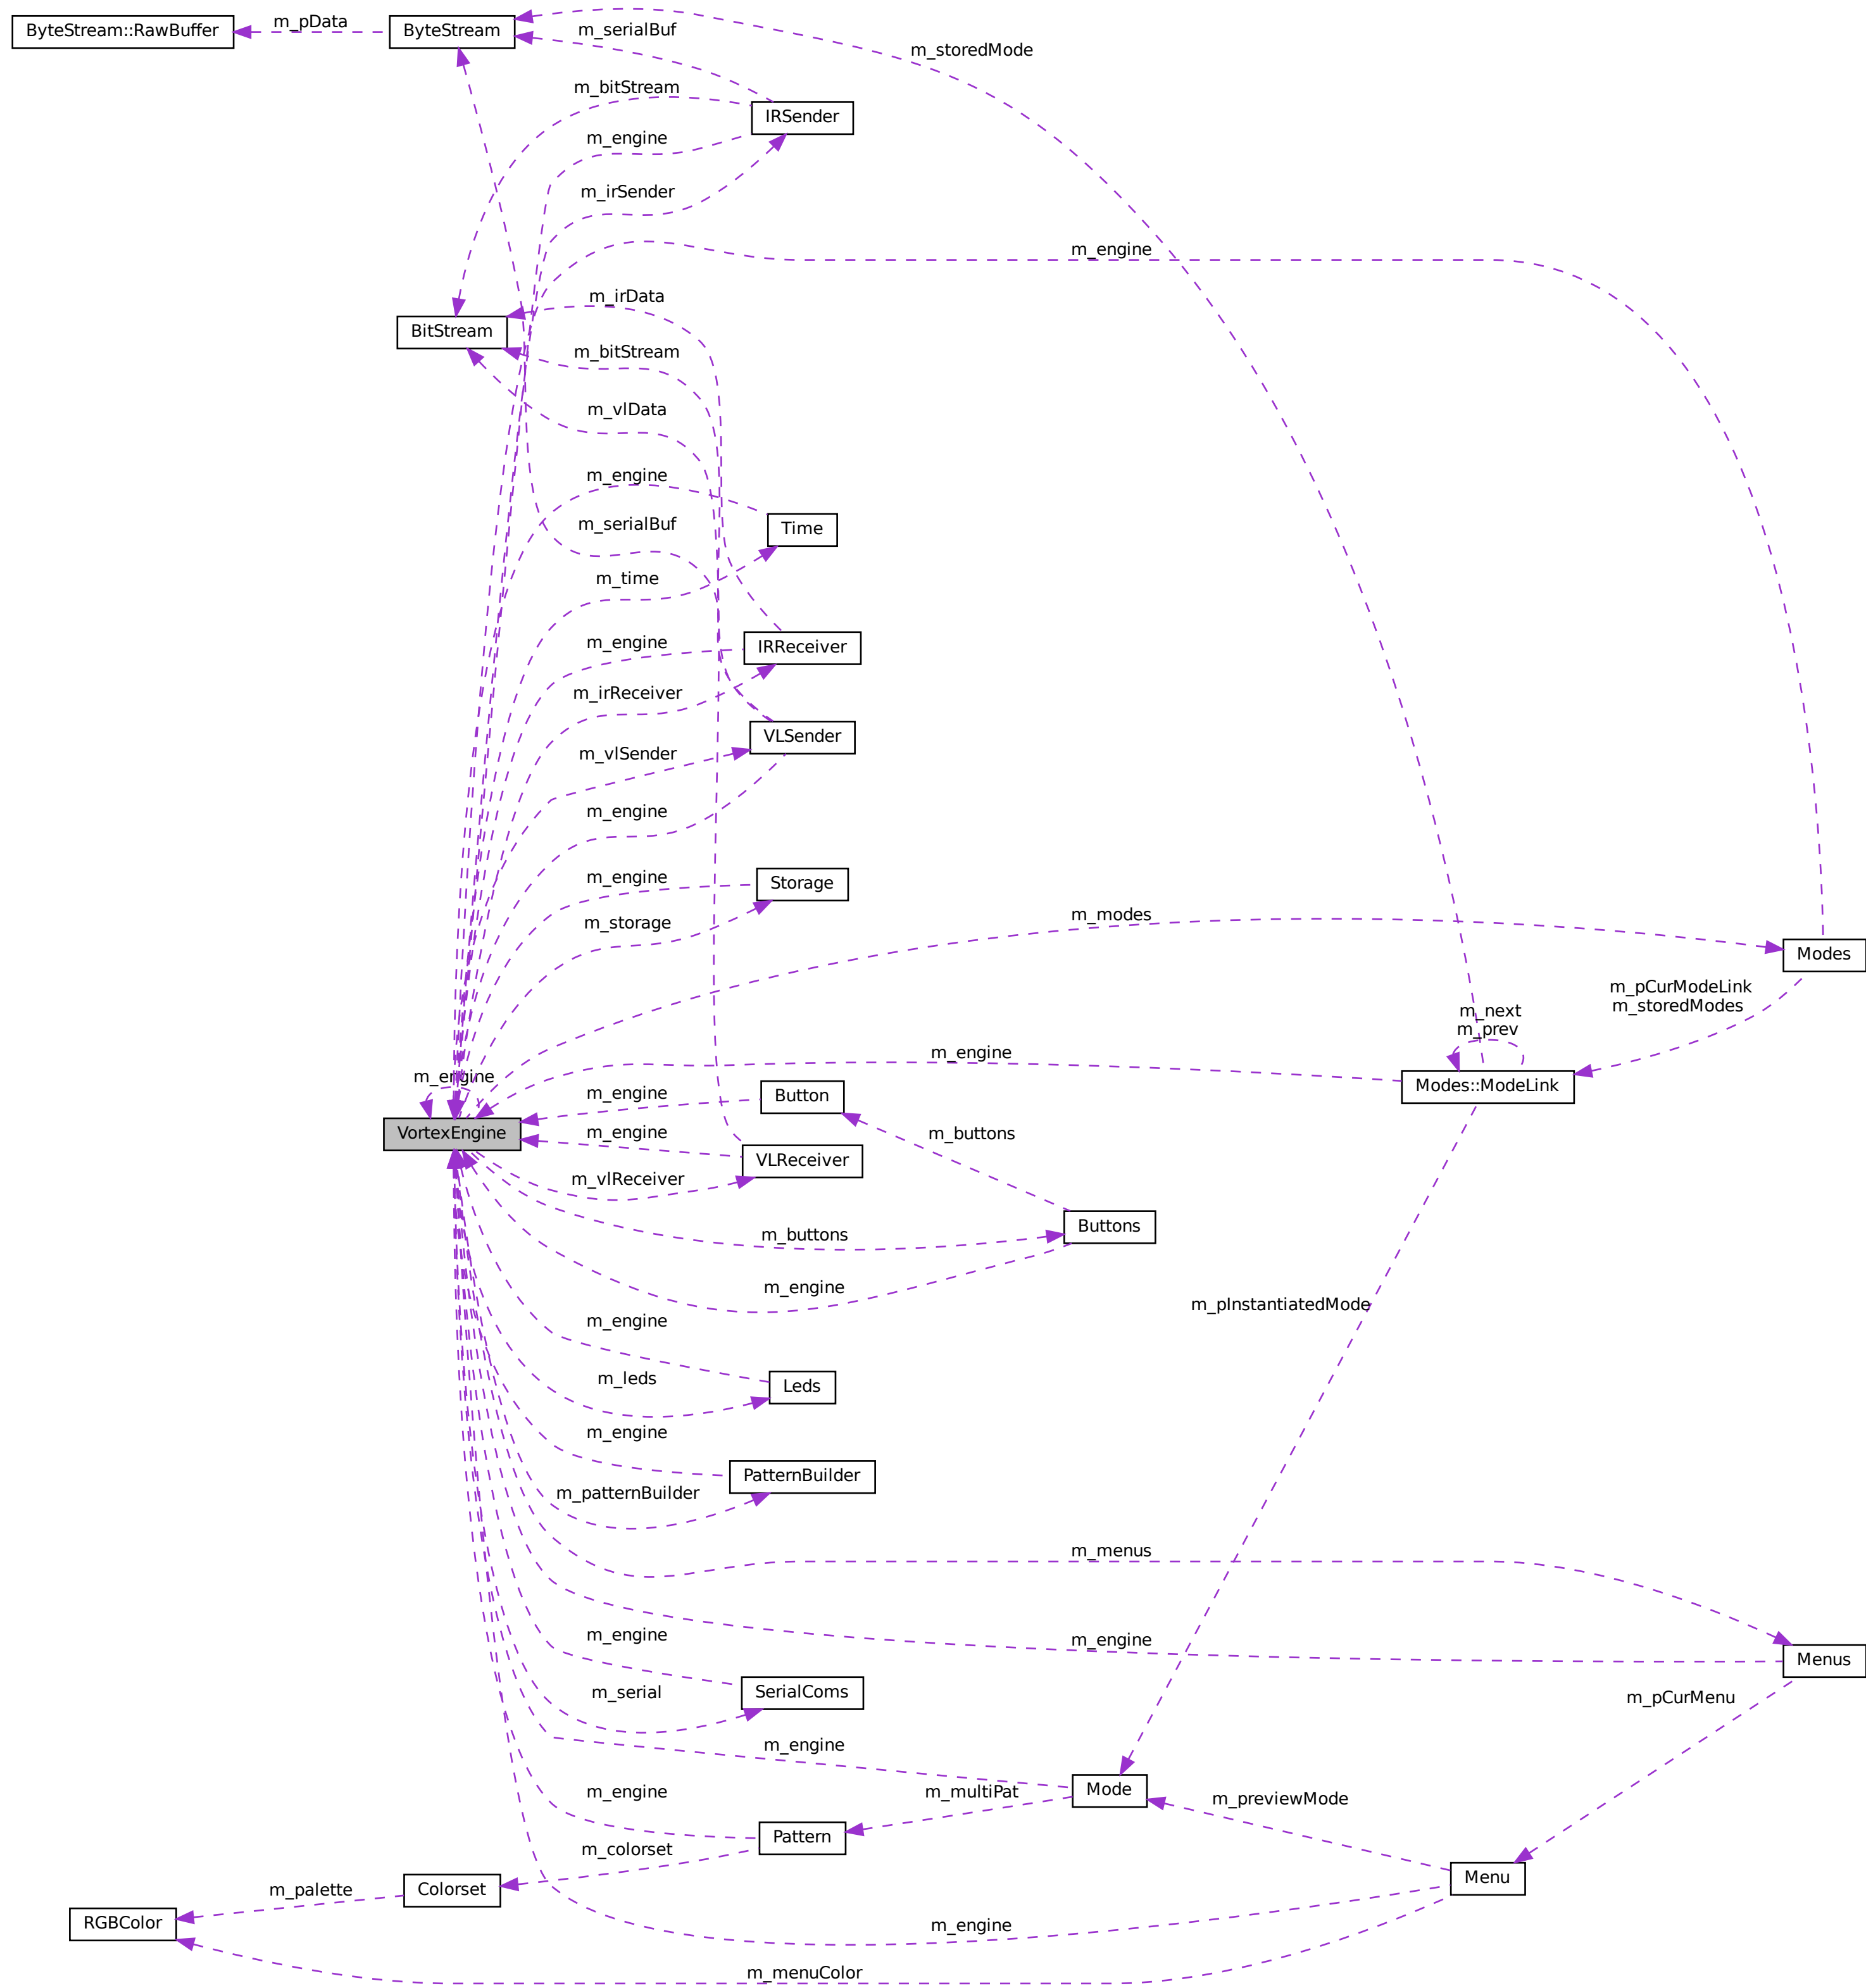 ByteStream::RawBuffer
m_pData
ByteStream
m_serialBuf
m_storedMode
m_bitStream
IRSender
m_engine
m_irSender
m_engine
m_irData
BitStream
m_bitStream
m_vlData
m_engine
m_serialBuf
Time
m_time
m_engine
IRReceiver
m_irReceiver
VLSender
m_vlSender
m_engine
m_engine
Storage
m_storage
m_modes
Modes
m_pCurModeLink
m_storedModes
m_next
m_prev
m_engine
Modes::ModeLink
m_engine
m_engine
Button
VortexEngine
m_engine
m_buttons
VLReceiver
m_vlReceiver
Buttons
m_buttons
m_engine
m_pInstantiatedMode
m_engine
m_leds
Leds
m_engine
PatternBuilder
m_patternBuilder
m_menus
m_engine
m_engine
Menus
SerialComs
m_serial
m_pCurMenu
m_engine
Mode
m_engine
m_multiPat
m_previewMode
Pattern
m_colorset
Menu
m_palette
Colorset
RGBColor
m_engine
m_menuColor